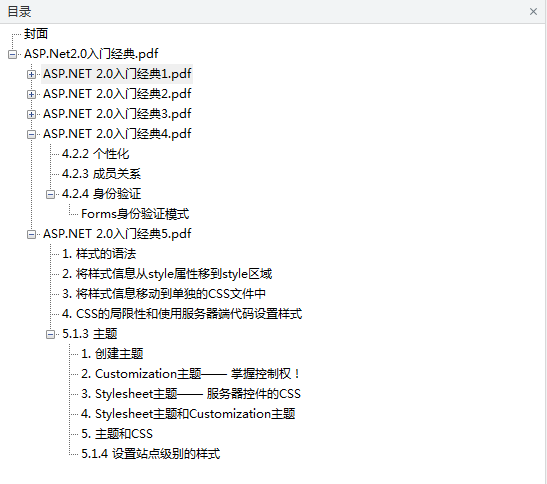 目录
封面
ASP.Net2.0入门经典.pdf
ASP.NET 2.0入门经典1.pdf
ASP.NET 2.0入门经典2.pdf
ASP.NET 2.0入门经典3.pdf
ASP.NET 2.0入门经典4.pdf
4.2.2 个性化
4.2.3 成员关系
4.2.4 身份验证
Forms身份验证模式
ASP.NET 2.0入门经典5.pdf
1. 样式的语法
2. 将样式信息从style属性移到style区域
3. 将样式信息移动到单独的CSS文件中
4. CSS的局限性和使用服务器端代码设置样式
5.1.3 主题
1. 创建主题
2. Customization主题—— 掌握控制权！
3. Stylesheet主题—— 服务器控件的CSS
4. Stylesheet主题和Customization主题
5. 主题和CSS
5.1.4 设置站点级别的样式